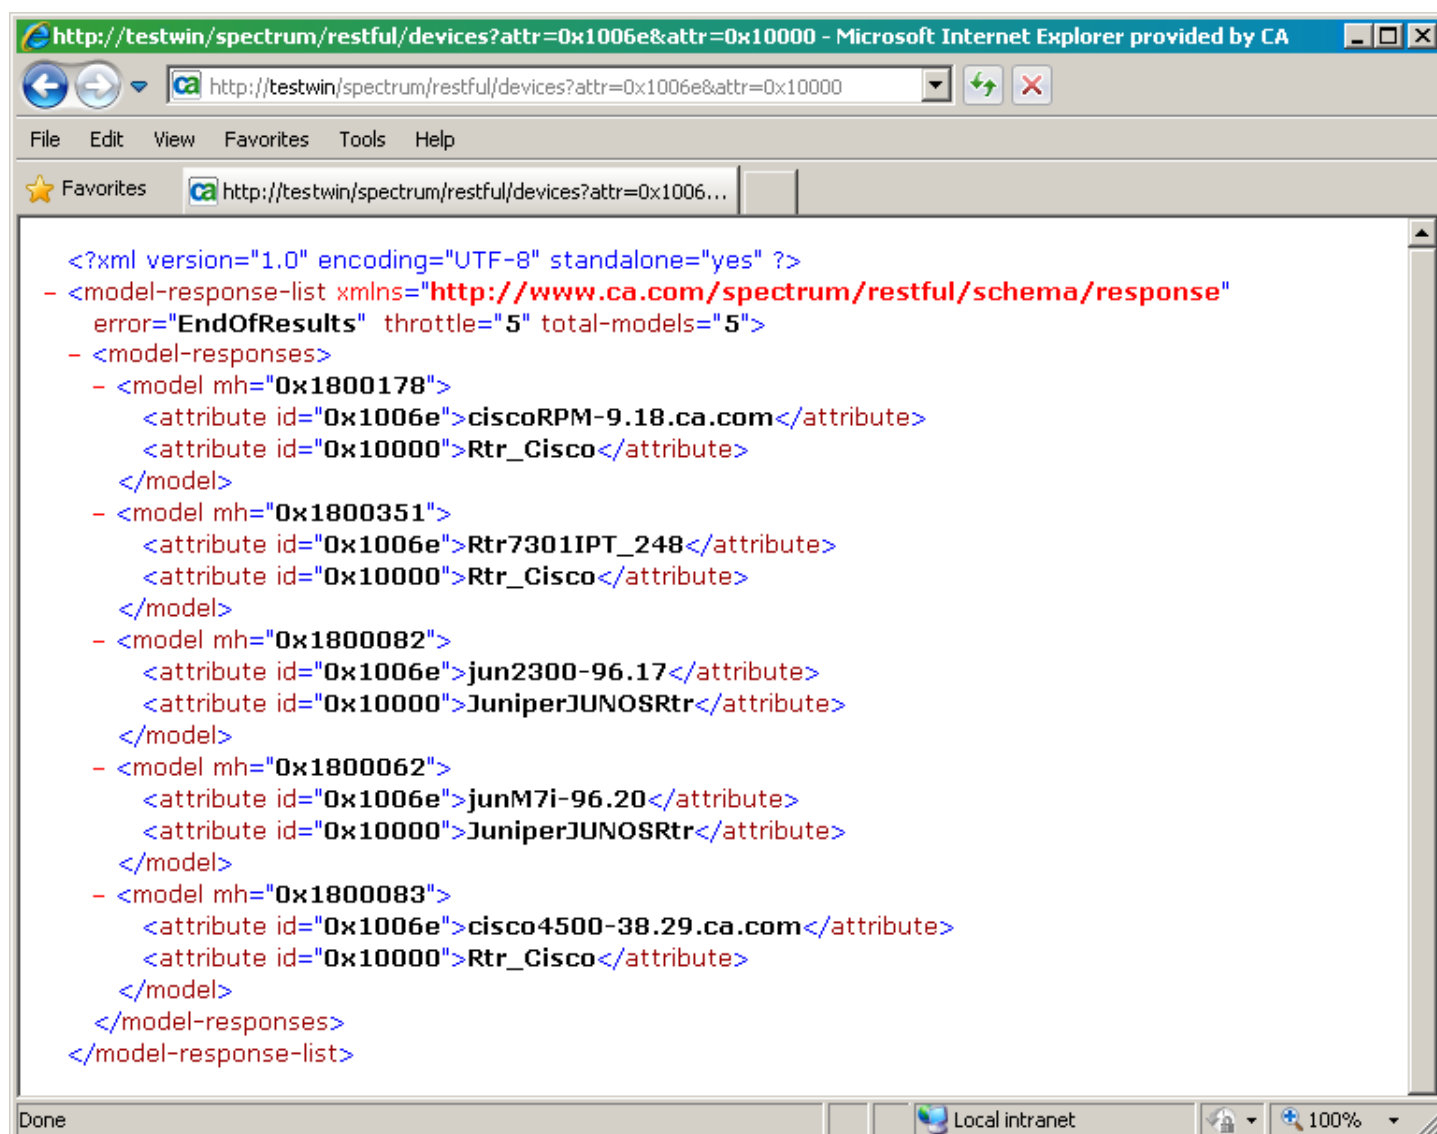 http://testwin/spectrum/restful/devices?attr=0x1006e&attr=0x10000 - Microsoft Internet Explorer provided by CA
ca http://testwin/spectrum/restful/devices?attr=0x1006e&attr=0x10000
File Edit View Favorites Tools Help
Favorites ca http://testwin/spectrum/restful/devices?attr=0x1006...
<?xml version="1.0" encoding="UTF-8" standalone="yes" ?>
- <model-response-list xmlns="http://www.ca.com/spectrum/restful/schema/response"
error="EndOfResults" throttle="5" total-models="5">
- <model-responses>
- <model mh="0x1800178">
<attribute id="0x1006e">ciscoRPM-9.18.ca.com</attribute>
<attribute id="0x10000">Rtr_Cisco</attribute>
</model>
- <model mh="0x1800351">
<attribute id="0x1006e">Rtr7301IPT_248</attribute>
<attribute id="0x10000">Rtr_Cisco</attribute>
</model>
- <model mh="0x1800082">
<attribute id="0x1006e">jun2300-96.17</attribute>
<attribute id="0x10000">JuniperJUNOSRtr</attribute>
</model>
- <model mh="0x1800062">
<attribute id="0x1006e">junM7i-96.20</attribute>
<attribute id="0x10000">JuniperJUNOSRtr</attribute>
</model>
- <model mh="0x1800083">
<attribute id="0x1006e">cisco4500-38.29.ca.com</attribute>
<attribute id="0x10000">Rtr_Cisco</attribute>
</model>
</model-responses>
</model-response-list>
Done Local intranet 100%